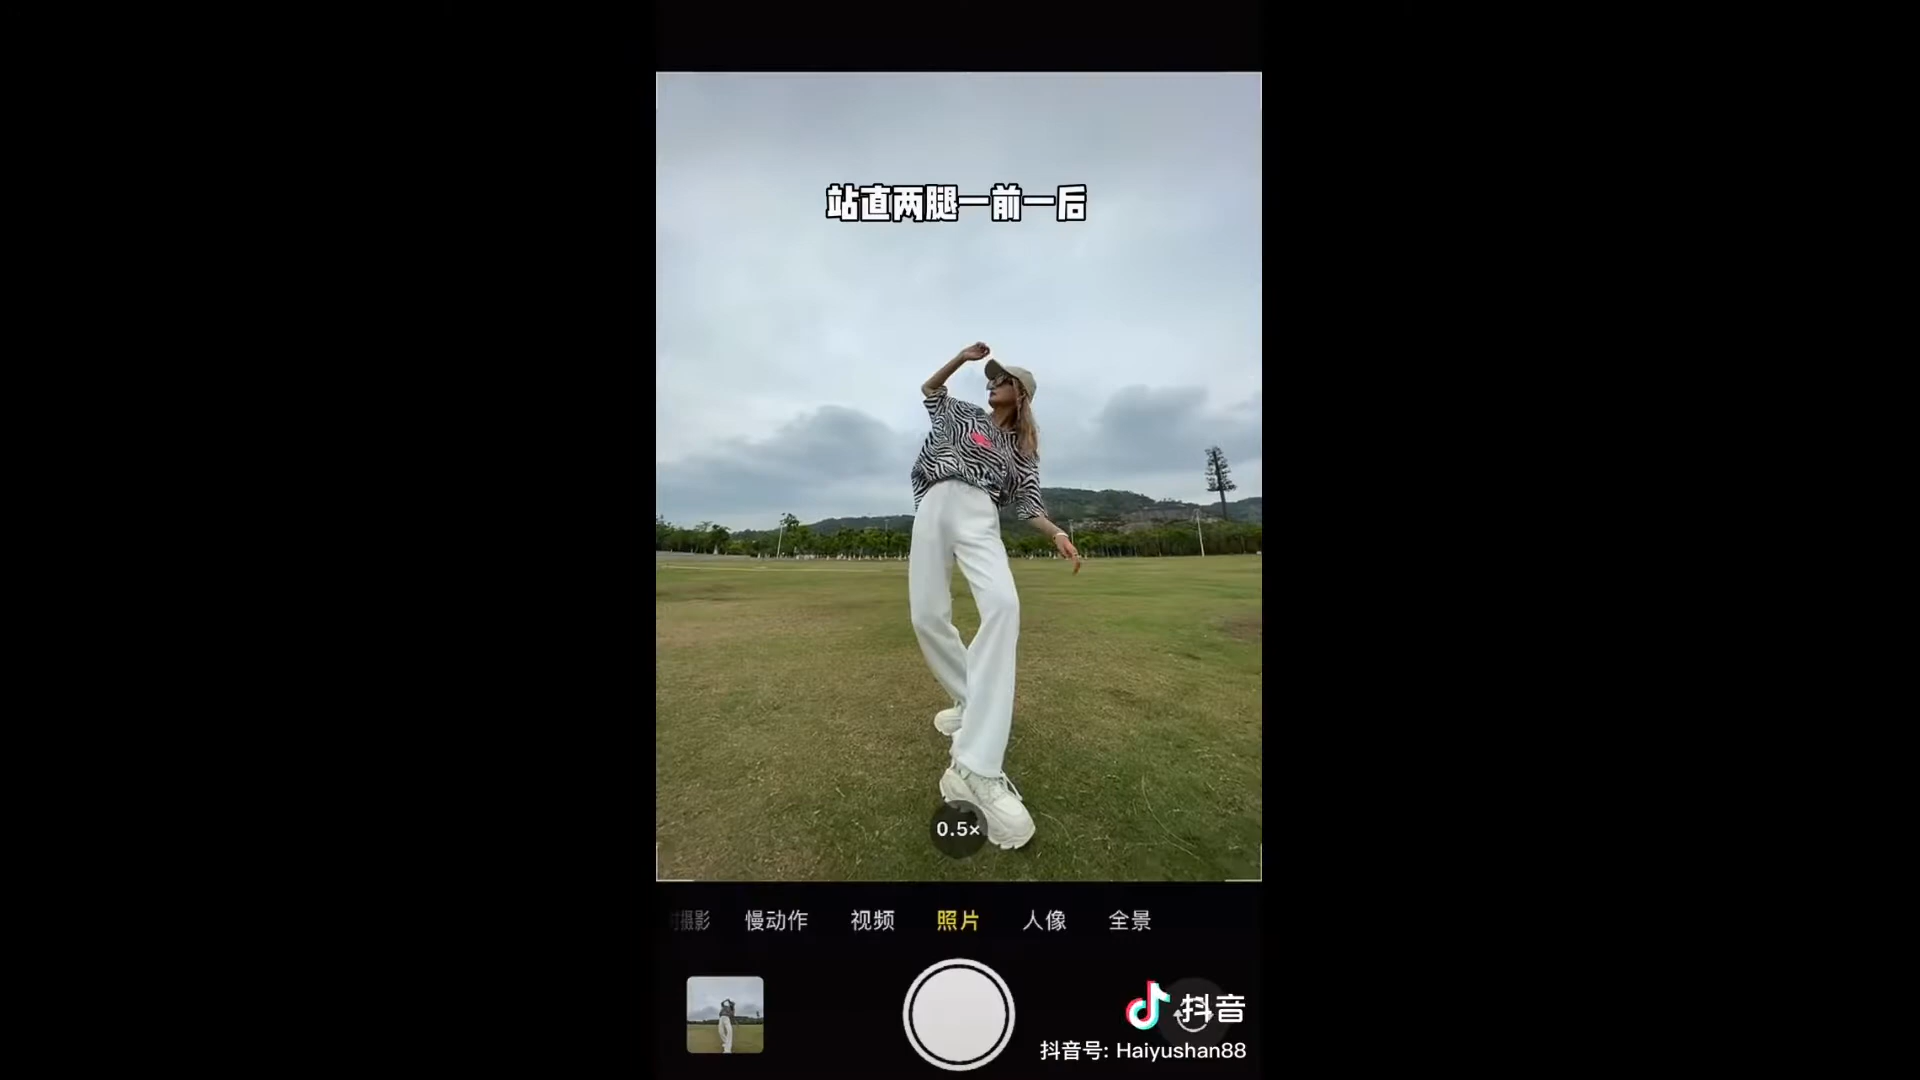 站直两腿一前一后
0.5×
摄影 慢动作 视频 照片 人像 全景
抖音
抖音号: Haiyushan88